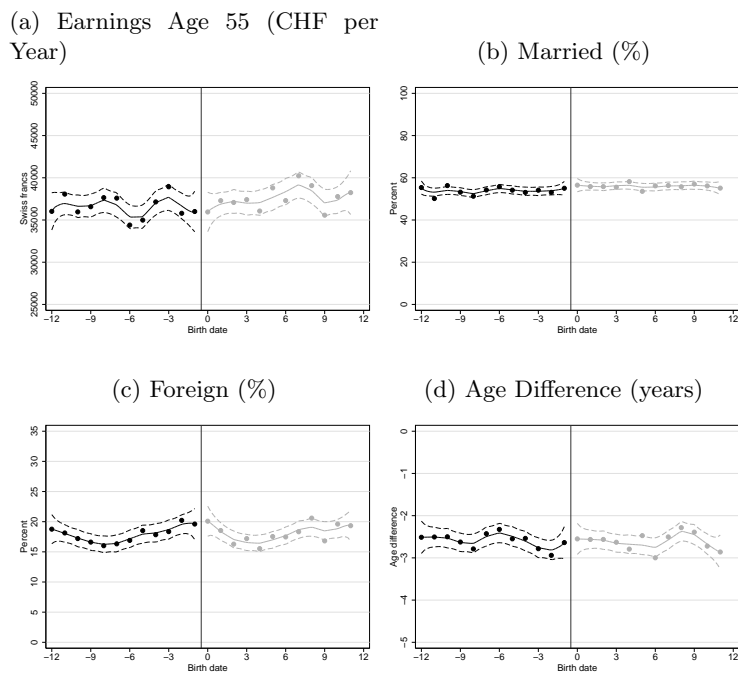 (a) Earnings Age 55 (CHF per
Year)
(b) Married (%)
50000
45000
40000
35000
30000
25000
Swiss francs
−12 −9 −6 −3 0 3 6 9 12
Birth date
100
80
60
40
20
0
Percent
−12 −9 −6 −3 0 3 6 9 12
Birth date
(c) Foreign (%)
(d) Age Difference (years)
35
30
25
20
15
10
5
0
Percent
−12 −9 −6 −3 0 3 6 9 12
Birth date
0
−1
−2
−3
−4
−5
Age difference
−12 −9 −6 −3 0 3 6 9 12
Birth date